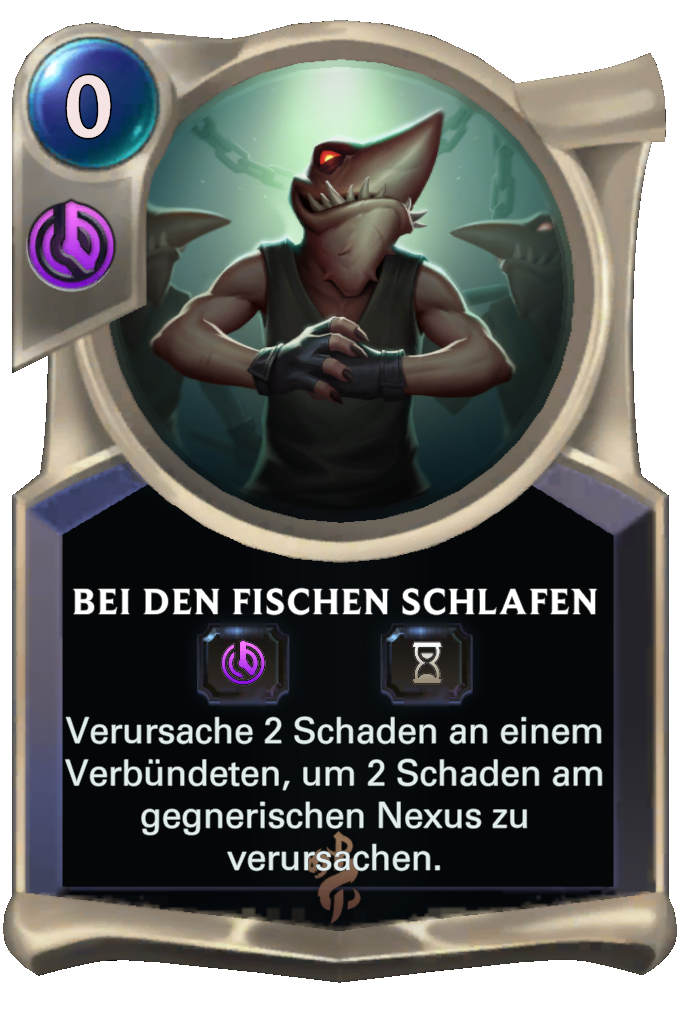 0
BEI DEN FISCHEN SCHLAFEN
Verursache 2 Schaden an einem
Verbündeten, um 2 Schaden am
gegnerischen Nexus zu
verursachen.